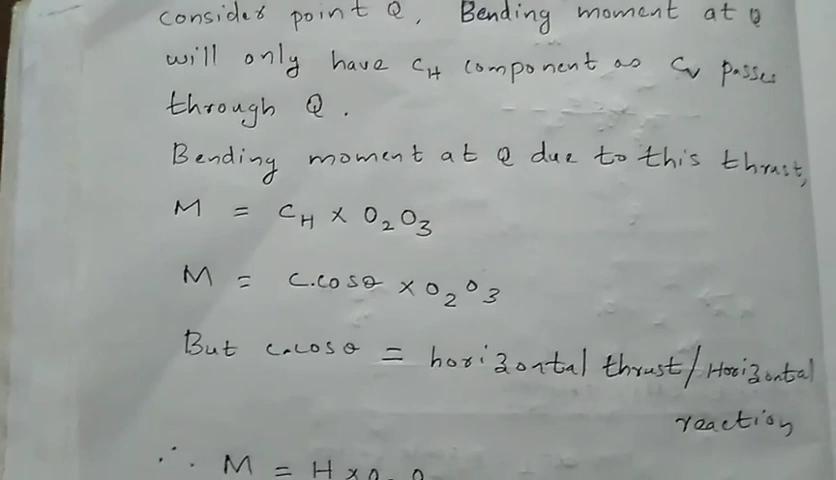 consider point Q, Bending moment at Q
will only have CH component as CV passes
through Q.
Bending moment at Q due to this thrust,
M = CH × O2O3
M = C.cosθ × O2O3
But C.cosθ = horizontal thrust/Horizontal
reaction
∴ M = H ×